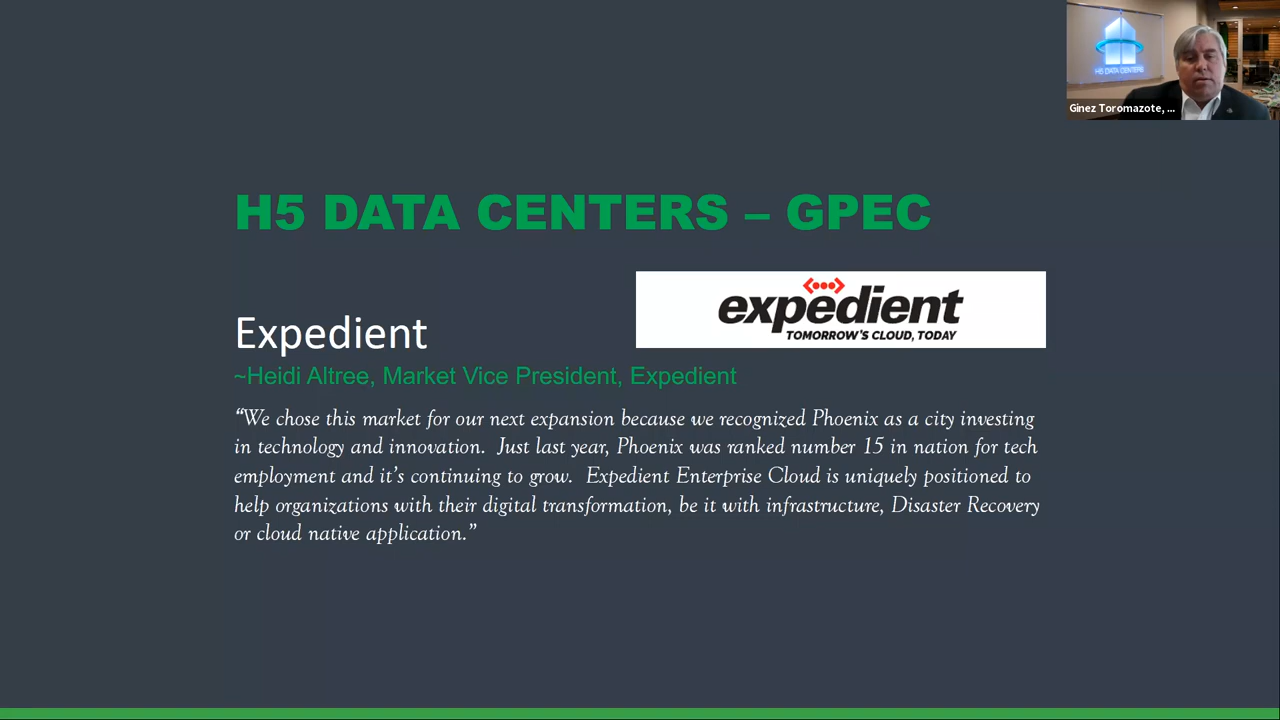 H5 DATA CENTERS
Ginez Toromazote, ...
H5 DATA CENTERS – GPEC
expedient
TOMORROW'S CLOUD, TODAY
Expedient
~Heidi Altree, Market Vice President, Expedient
“We chose this market for our next expansion because we recognized Phoenix as a city investing
in technology and innovation.  Just last year, Phoenix was ranked number 15 in nation for tech
employment and it’s continuing to grow.  Expedient Enterprise Cloud is uniquely positioned to
help organizations with their digital transformation, be it with infrastructure, Disaster Recovery
or cloud native application.”